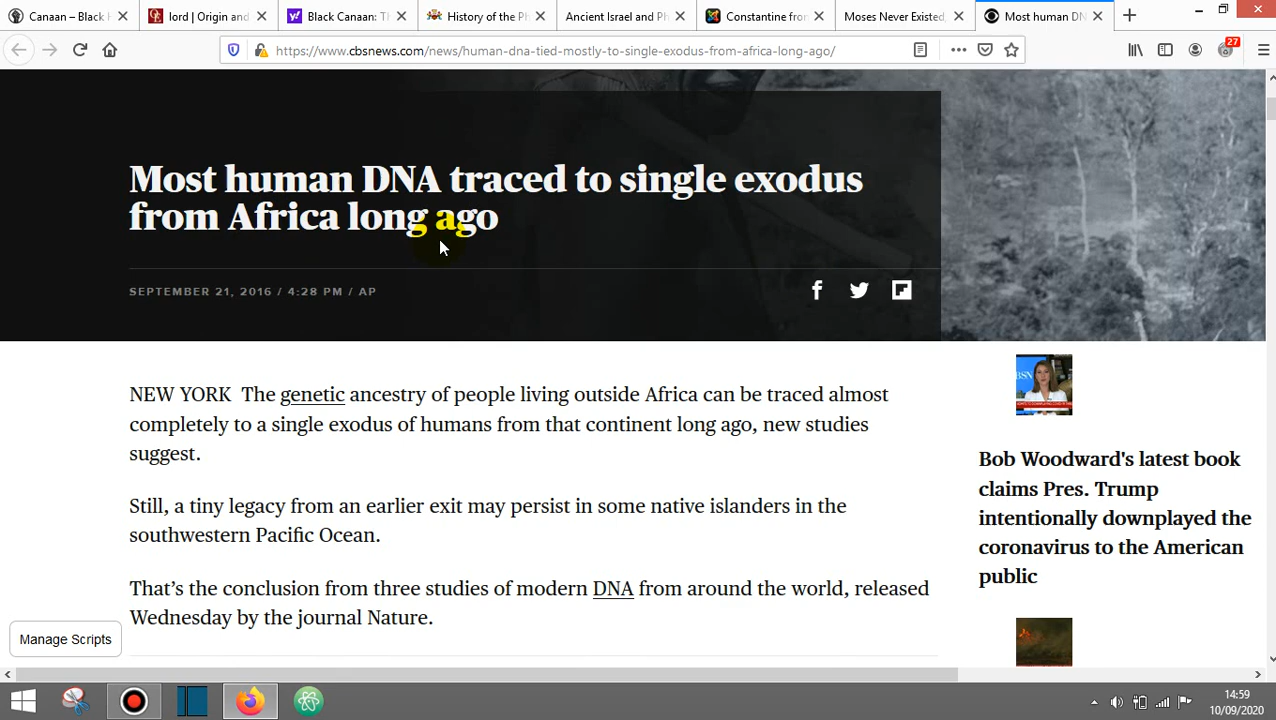 Canaan – Black H
lord | Origin and
Black Canaan: Th
History of the Ph
Ancient Israel and Ph
Constantine from
Moses Never Existed,
Most human DN
https://www.cbsnews.com/news/human-dna-tied-mostly-to-single-exodus-from-africa-long-ago/
27
Most human DNA traced to single exodus
from Africa long ago
SEPTEMBER 21, 2016 / 4:28 PM / AP
NEW YORK The genetic ancestry of people living outside Africa can be traced almost
completely to a single exodus of humans from that continent long ago, new studies
suggest.
Still, a tiny legacy from an earlier exit may persist in some native islanders in the
southwestern Pacific Ocean.
That's the conclusion from three studies of modern DNA from around the world, released
Wednesday by the journal Nature.
Bob Woodward's latest book
claims Pres. Trump
intentionally downplayed the
coronavirus to the American
public
Manage Scripts
14:59
10/09/2020